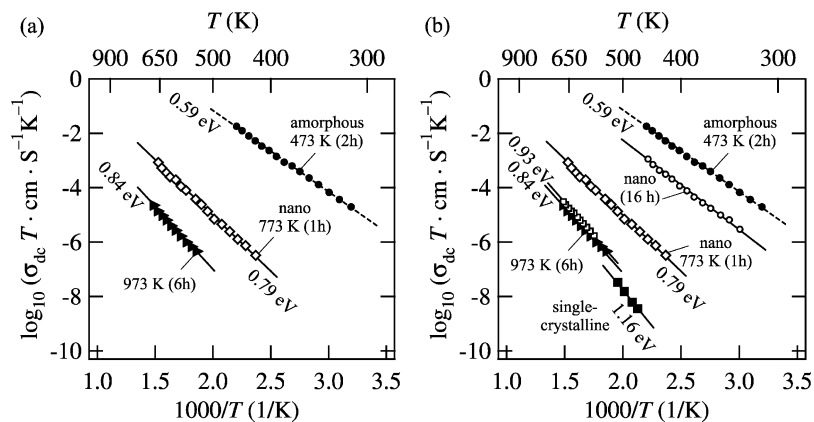 (a)
T (K)
900 650 450 400 300
0
-2
-4
-6
-8
-10
log10 (σdc T · cm · S−1K−1)
0.59 eV
amorphous
473 K (2h)
0.84 eV
nano
773 K (1h)
973 K (6h)
0.79 eV
1.0 1.5 2.0 2.5 3.0 3.5
1000/T (1/K)
(b)
T (K)
900 650 500 400 300
0
-2
-4
-6
-8
-10
log10 (σdc T · cm · S−1K−1)
0.59 eV
amorphous
473 K (2h)
0.93 eV
0.84 eV
nano
(16 h)
nano
773 K (1h)
973 K (6h)
0.79 eV
single-
crystalline
1.16 eV
1.0 1.5 2.0 2.5 3.0 3.5
1000/T (1/K)